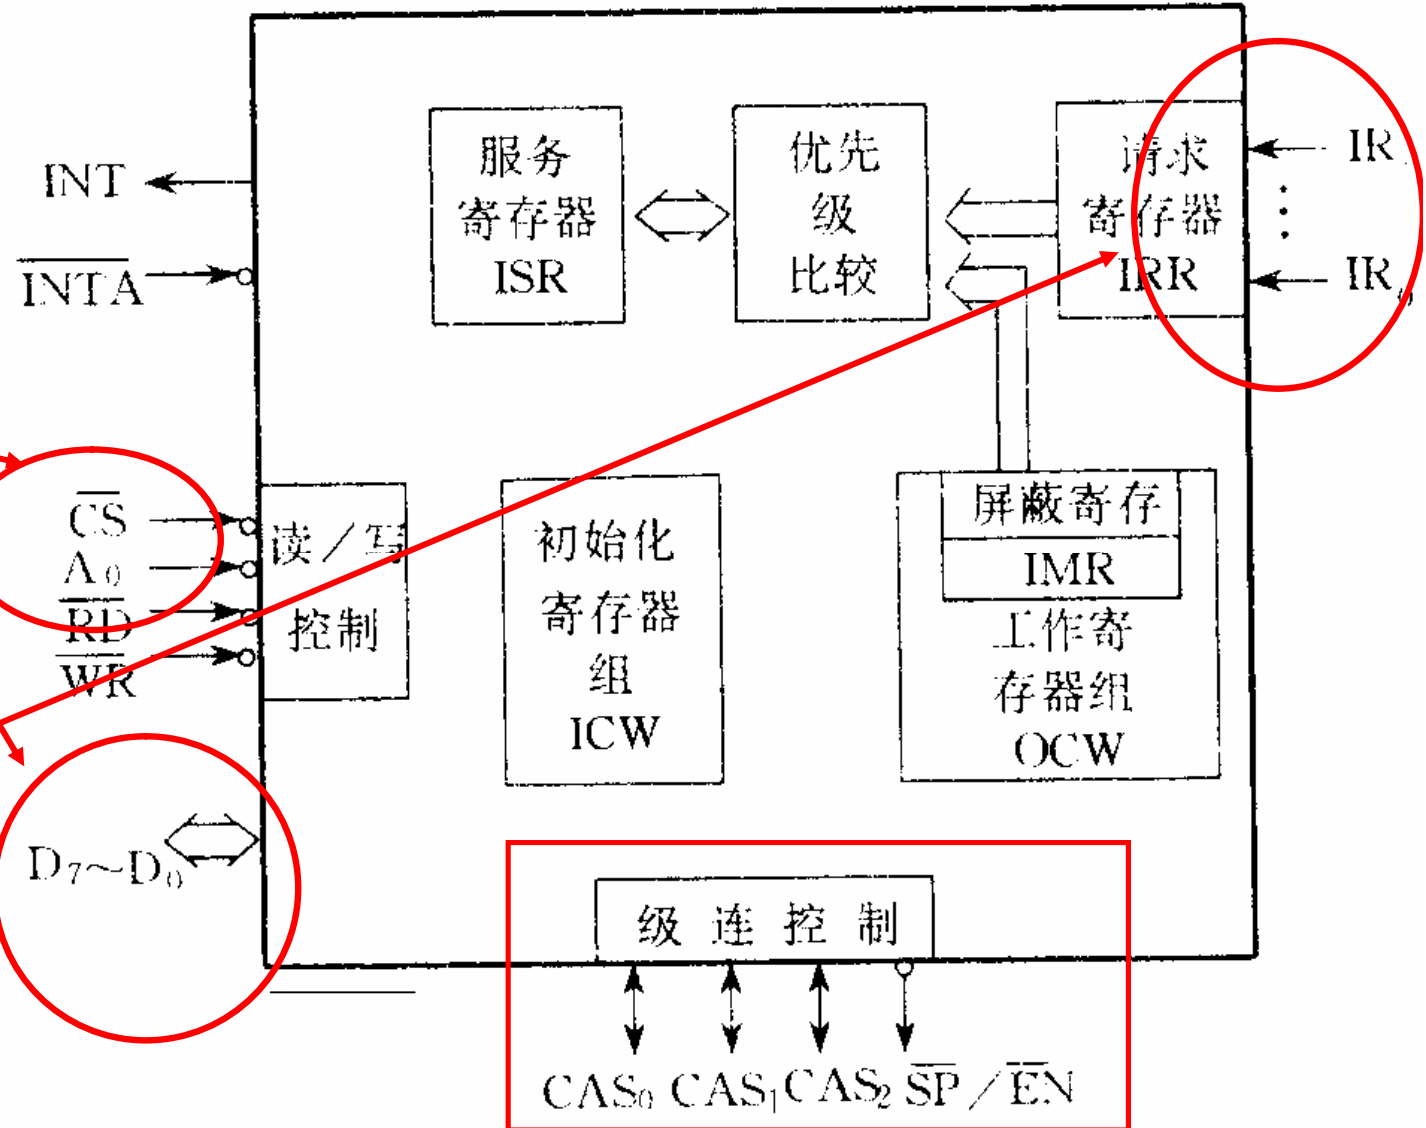 INT
INTA
服务
寄存器
ISR
优先
级
比较
请求
寄存器
IRR
IR
⋮
IR₀
CS
A₀
RD
WR
读/写
控制
初始化
寄存器
组
ICW
屏蔽寄存
IMR
工作寄
存器组
OCW
D₇~D₀
级连控制
CAS₀ CAS₁ CAS₂ SP/EN